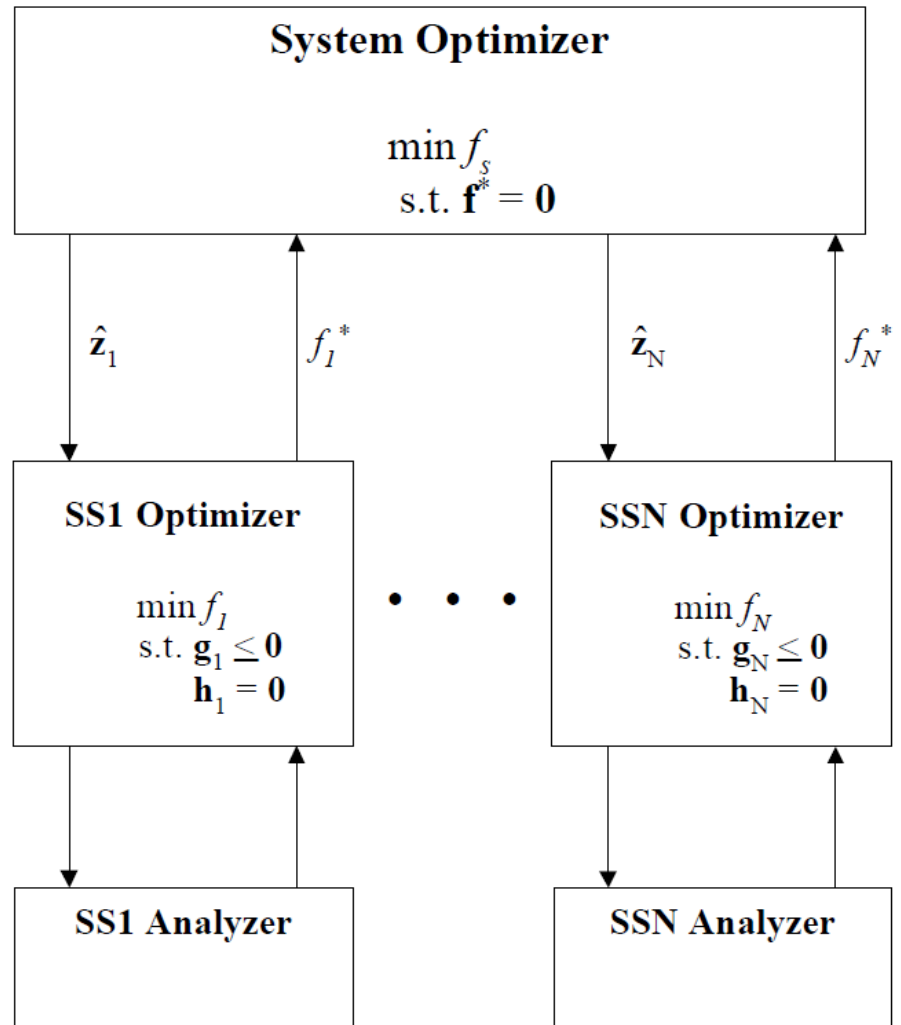 System Optimizer
min f_s
s.t. f* = 0
ẑ_1
f_1*
ẑ_N
f_N*
SS1 Optimizer
min f_1
s.t. g_1 ≤ 0
h_1 = 0
• • •
SSN Optimizer
min f_N
s.t. g_N ≤ 0
h_N = 0
SS1 Analyzer
SSN Analyzer